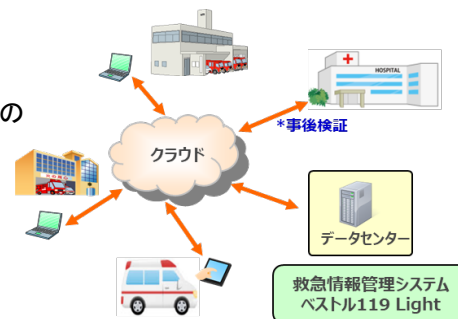 の
HOSPITAL
*事後検証
クラウド
データセンター
救急情報管理システム
ベストル119 Light